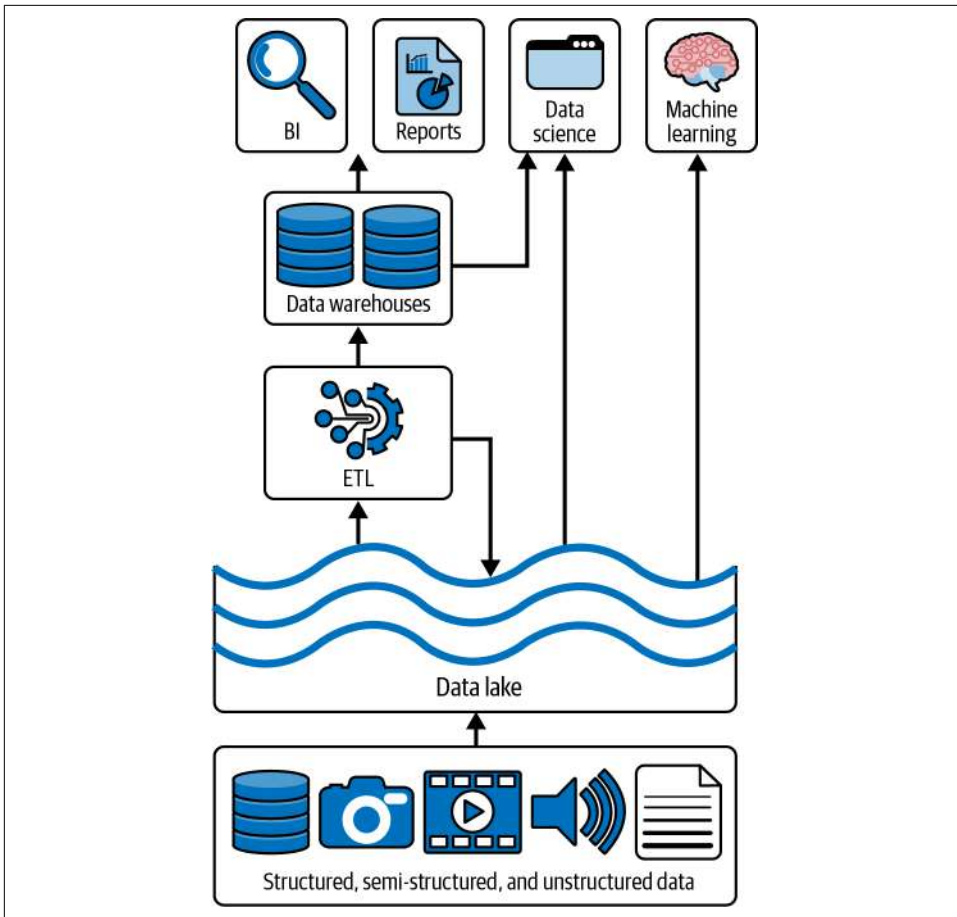 BI
Reports
Data
science
Machine
learning
Data warehouses
ETL
Data lake
Structured, semi-structured, and unstructured data